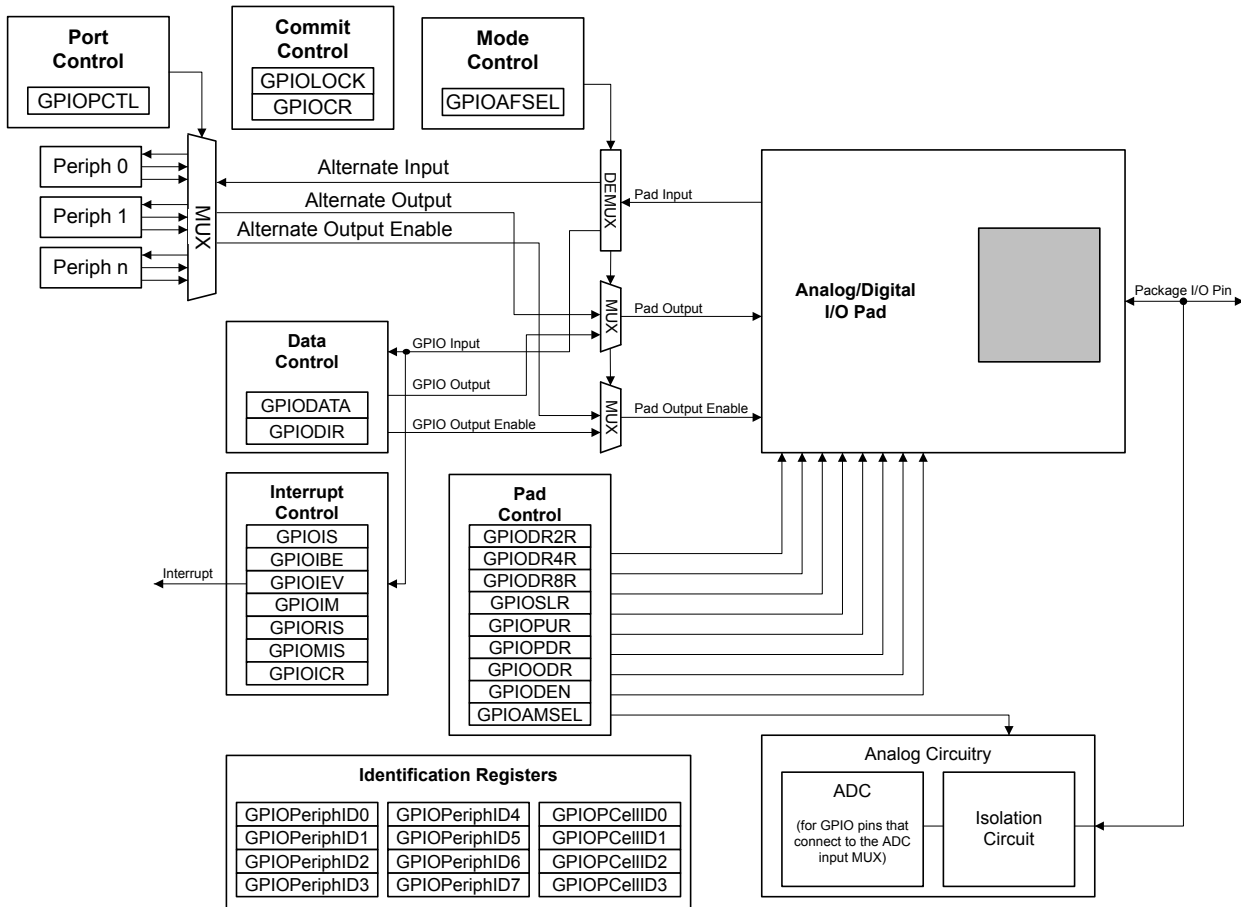 Port
Control
GPIOPCTL
Commit
Control
GPIOLOCK
GPIOCR
Mode
Control
GPIOAFSEL
Periph 0
Periph 1
Periph n
MUX
Alternate Input
Alternate Output
Alternate Output Enable
DEMUX
MUX
MUX
Pad Input
Pad Output
Pad Output Enable
Analog/Digital
I/O Pad
Package I/O Pin
Data
Control
GPIODATA
GPIODIR
GPIO Input
GPIO Output
GPIO Output Enable
Interrupt
Control
GPIOIS
GPIOIBE
GPIOIEV
GPIOIM
GPIORIS
GPIOMIS
GPIOICR
Interrupt
Pad
Control
GPIODR2R
GPIODR4R
GPIODR8R
GPIOSLR
GPIOPUR
GPIOPDR
GPIOODR
GPIODEN
GPIOAMSEL
Analog Circuitry
ADC
(for GPIO pins that
connect to the ADC
input MUX)
Isolation
Circuit
Identification Registers
GPIOPeriphID0
GPIOPeriphID1
GPIOPeriphID2
GPIOPeriphID3
GPIOPeriphID4
GPIOPeriphID5
GPIOPeriphID6
GPIOPeriphID7
GPIOPCellID0
GPIOPCellID1
GPIOPCellID2
GPIOPCellID3